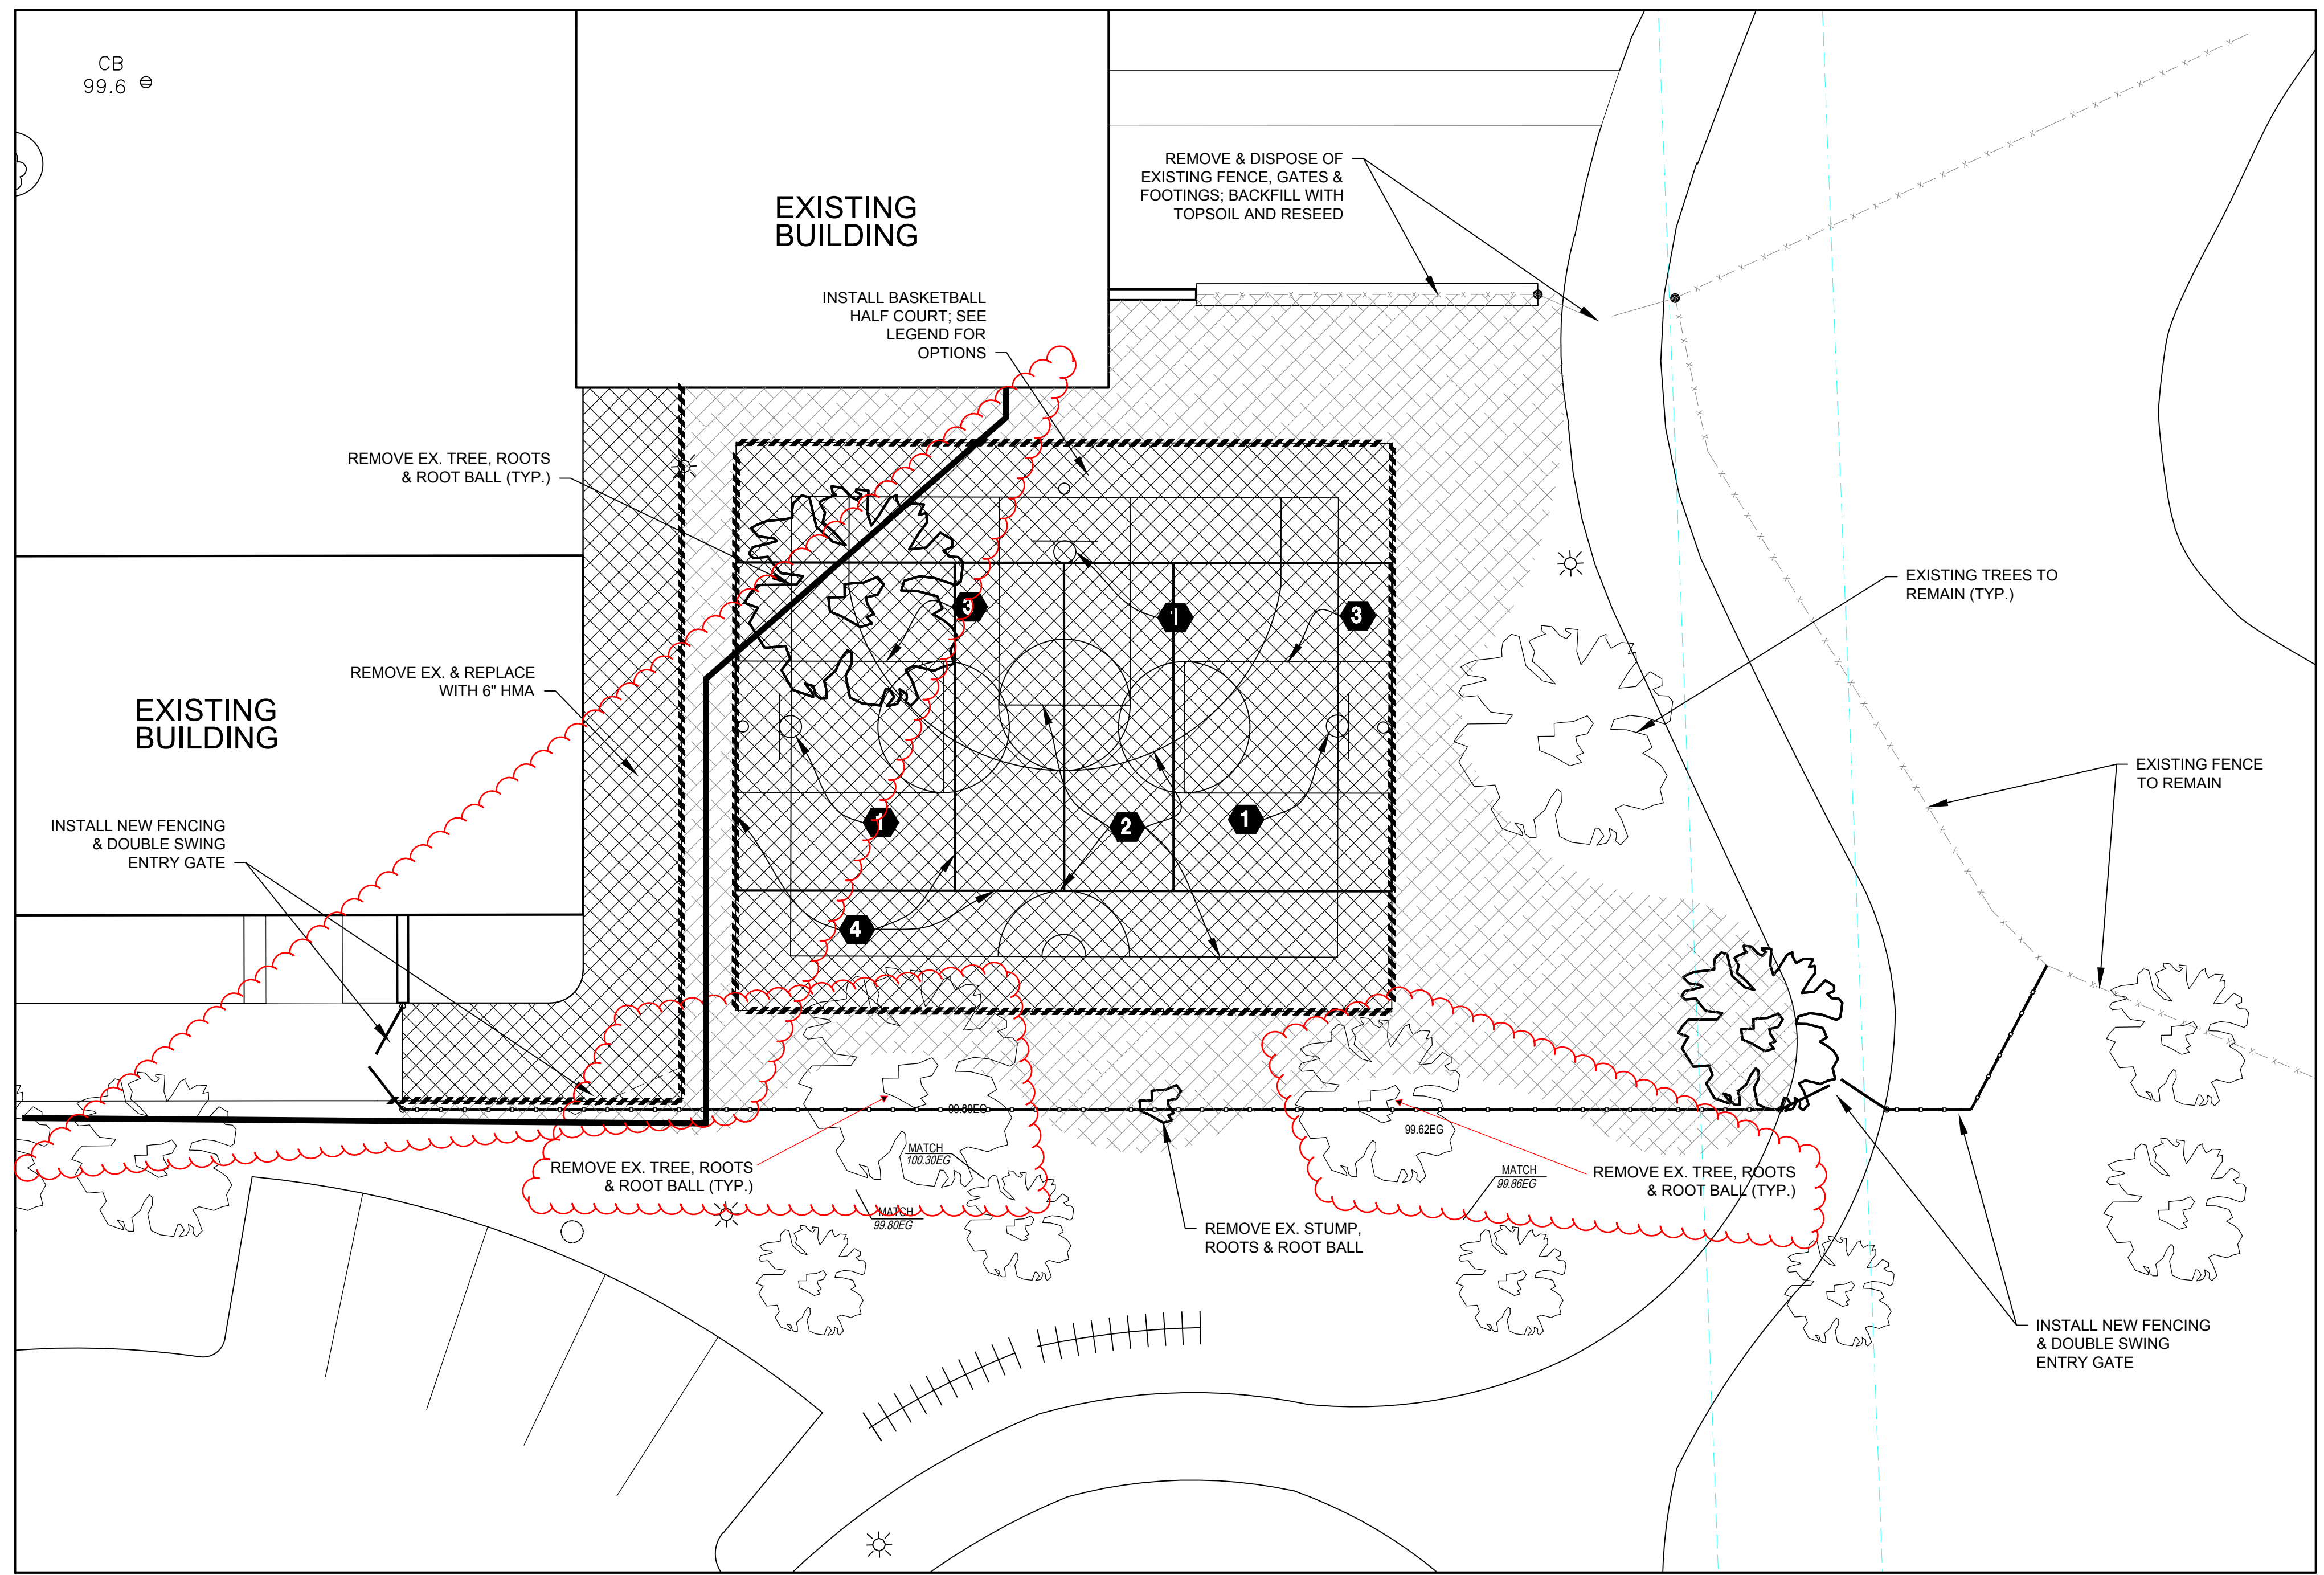 CB
99.6
EXISTING
BUILDING
REMOVE & DISPOSE OF
EXISTING FENCE, GATES &
FOOTINGS; BACKFILL WITH
TOPSOIL AND RESEED
INSTALL BASKETBALL
HALF COURT; SEE
LEGEND FOR
OPTIONS
REMOVE EX. TREE, ROOTS
& ROOT BALL (TYP.)
EXISTING TREES TO
REMAIN (TYP.)
3
1
3
REMOVE EX. & REPLACE
WITH 6" HMA
EXISTING
BUILDING
EXISTING FENCE
TO REMAIN
INSTALL NEW FENCING
& DOUBLE SWING
ENTRY GATE
1
2
1
4
99.89EG
99.62EG
MATCH
100.30EG
REMOVE EX. TREE, ROOTS
& ROOT BALL (TYP.)
MATCH
99.86EG
REMOVE EX. TREE, ROOTS
& ROOT BALL (TYP.)
MATCH
99.80EG
REMOVE EX. STUMP,
ROOTS & ROOT BALL
INSTALL NEW FENCING
& DOUBLE SWING
ENTRY GATE